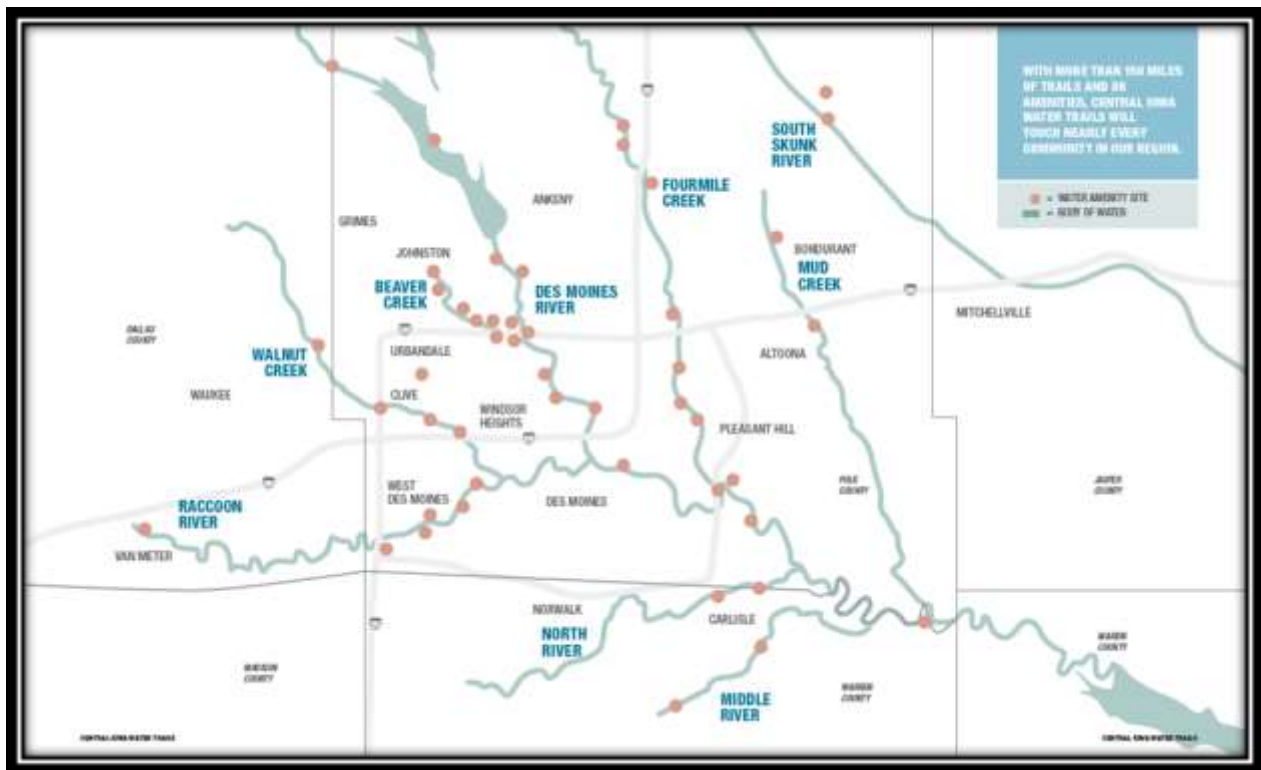 WITH MORE THAN 150 MILES
OF TRAILS AND 86
AMENITIES, CENTRAL IOWA
WATER TRAILS WILL
TOUCH NEARLY EVERY
COMMUNITY IN OUR REGION.
= WATER AMENITY SITE
= BODY OF WATER
SOUTH
SKUNK
RIVER
FOURMILE
CREEK
ANKENY
GRIMES
JOHNSTON
BONDURANT
MUD
CREEK
BEAVER
CREEK
DES MOINES
RIVER
MITCHELLVILLE
DALLAS
COUNTY
WALNUT
CREEK
URBANDALE
ALTOONA
WAUKEE
CLIVE
WINDSOR
HEIGHTS
PLEASANT HILL
WEST
DES MOINES
DES MOINES
POLK
COUNTY
JASPER
COUNTY
RACCOON
RIVER
VAN METER
NORWALK
CARLISLE
NORTH
RIVER
MARION
COUNTY
MADISON
COUNTY
MIDDLE
RIVER
WARREN
COUNTY
CENTRAL IOWA WATER TRAILS
CENTRAL IOWA WATER TRAILS